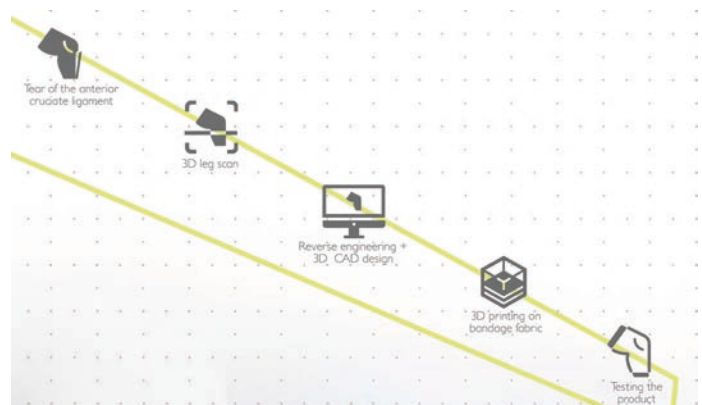 Tear of the anterior
cruciate ligament
3D leg scan
Reverse engineering +
3D CAD design
3D printing on
bandage fabric
Testing the
product